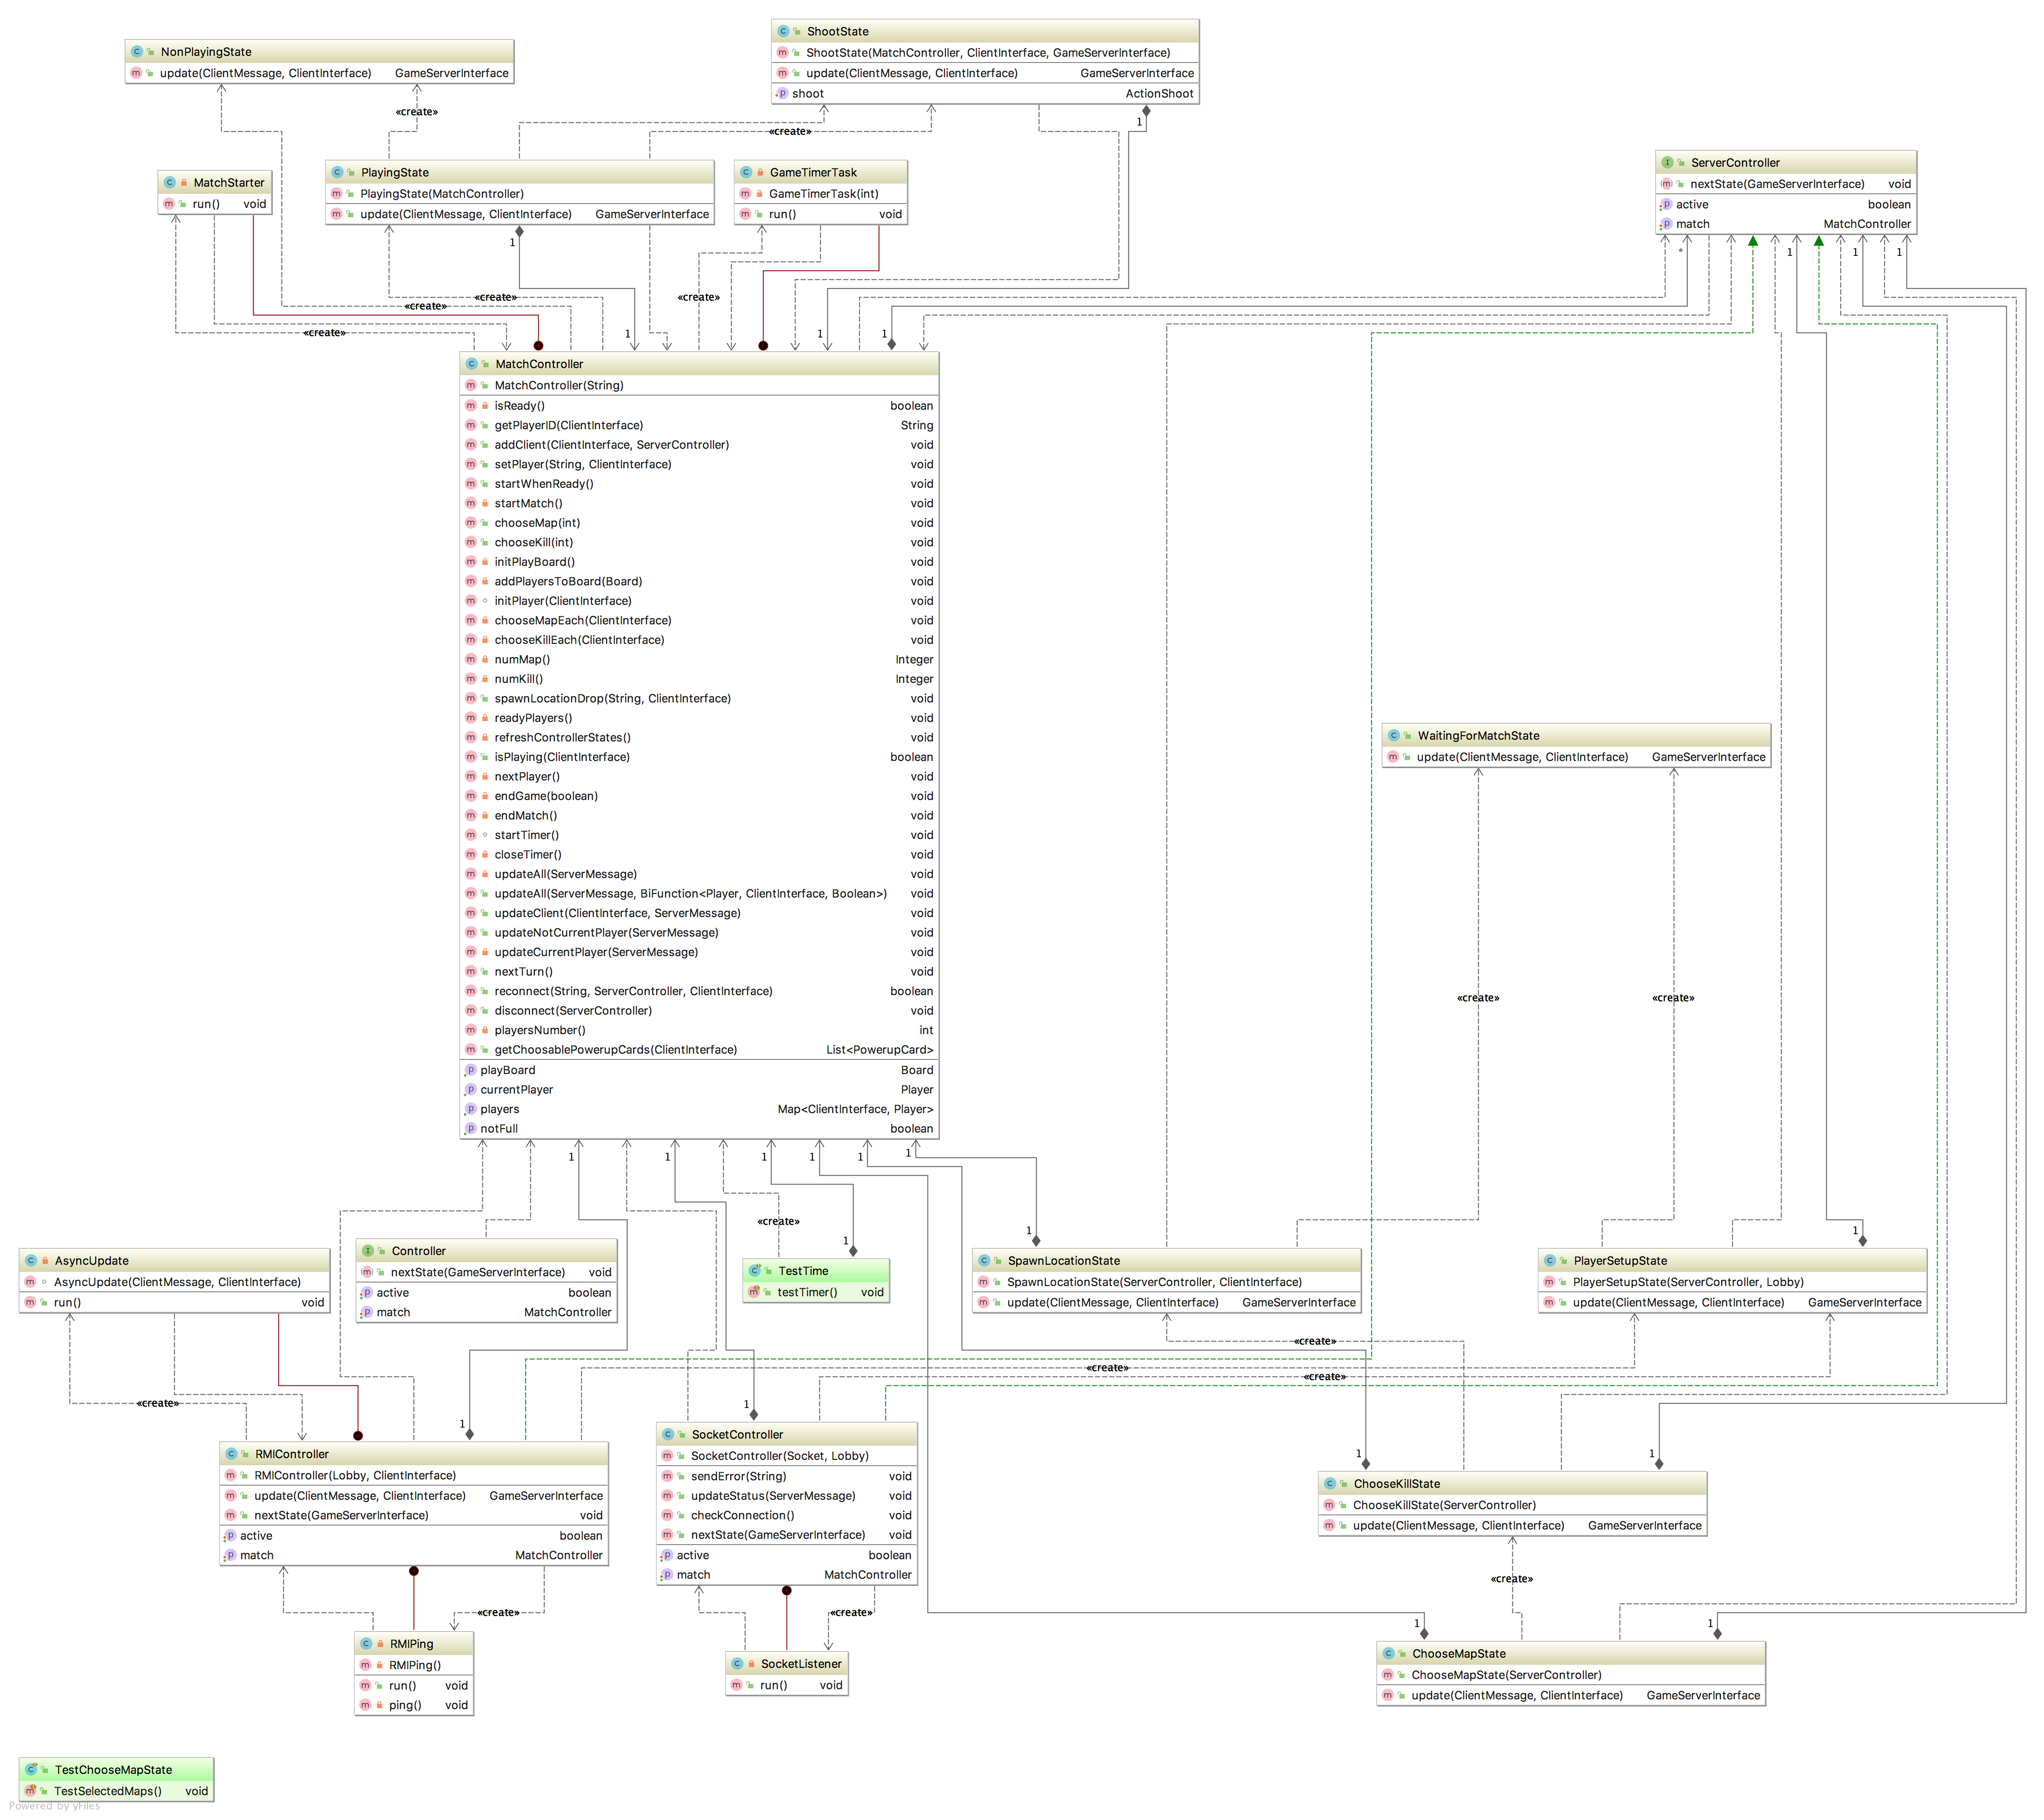 ShootState
ShootState(MatchController, ClientInterface, GameServerInterface)
update(ClientMessage, ClientInterface) GameServerInterface
shoot ActionShoot
NonPlayingState
update(ClientMessage, ClientInterface) GameServerInterface
«create»
«create»
1
PlayingState
PlayingState(MatchController)
update(ClientMessage, ClientInterface) GameServerInterface
GameTimerTask
GameTimerTask(int)
run() void
MatchStarter
run() void
ServerController
nextState(GameServerInterface) void
active boolean
match MatchController
1
* 1 1 1
«create»
«create»
«create»
«create»
1
1
1
MatchController
MatchController(String)
isReady() boolean
getPlayerID(ClientInterface) String
addClient(ClientInterface, ServerController) void
setPlayer(String, ClientInterface) void
startWhenReady() void
startMatch() void
chooseMap(int) void
chooseKill(int) void
initPlayBoard() void
addPlayersToBoard(Board) void
initPlayer(ClientInterface) void
chooseMapEach(ClientInterface) void
chooseKillEach(ClientInterface) void
numMap() Integer
numKill() Integer
spawnLocationDrop(String, ClientInterface) void
readyPlayers() void
refreshControllerStates() void
isPlaying(ClientInterface) boolean
nextPlayer() void
endGame(boolean) void
endMatch() void
startTimer() void
closeTimer() void
updateAll(ServerMessage) void
updateAll(ServerMessage, BiFunction<Player, ClientInterface, Boolean>) void
updateClient(ClientInterface, ServerMessage) void
updateNotCurrentPlayer(ServerMessage) void
updateCurrentPlayer(ServerMessage) void
nextTurn() void
reconnect(String, ServerController, ClientInterface) boolean
disconnect(ServerController) void
playersNumber() int
getChoosablePowerupCards(ClientInterface) List<PowerupCard>
playBoard Board
currentPlayer Player
players Map<ClientInterface, Player>
notFull boolean
WaitingForMatchState
update(ClientMessage, ClientInterface) GameServerInterface
«create»
«create»
1 1 1 1 1 1
«create»
1
1
1
AsyncUpdate
AsyncUpdate(ClientMessage, ClientInterface)
run() void
Controller
nextState(GameServerInterface) void
active boolean
match MatchController
TestTime
testTimer() void
SpawnLocationState
SpawnLocationState(ServerController, ClientInterface)
update(ClientMessage, ClientInterface) GameServerInterface
PlayerSetupState
PlayerSetupState(ServerController, Lobby)
update(ClientMessage, ClientInterface) GameServerInterface
«create»
«create»
«create»
«create»
1
1
1
1
RMIController
RMIController(Lobby, ClientInterface)
update(ClientMessage, ClientInterface) GameServerInterface
nextState(GameServerInterface) void
active boolean
match MatchController
SocketController
SocketController(Socket, Lobby)
sendError(String) void
updateStatus(ServerMessage) void
checkConnection() void
nextState(GameServerInterface) void
active boolean
match MatchController
ChooseKillState
ChooseKillState(ServerController)
update(ClientMessage, ClientInterface) GameServerInterface
«create»
«create»
«create»
1
1
RMIPing
RMIPing()
run() void
ping() void
SocketListener
run() void
ChooseMapState
ChooseMapState(ServerController)
update(ClientMessage, ClientInterface) GameServerInterface
TestChooseMapState
TestSelectedMaps() void
Powered by yFiles